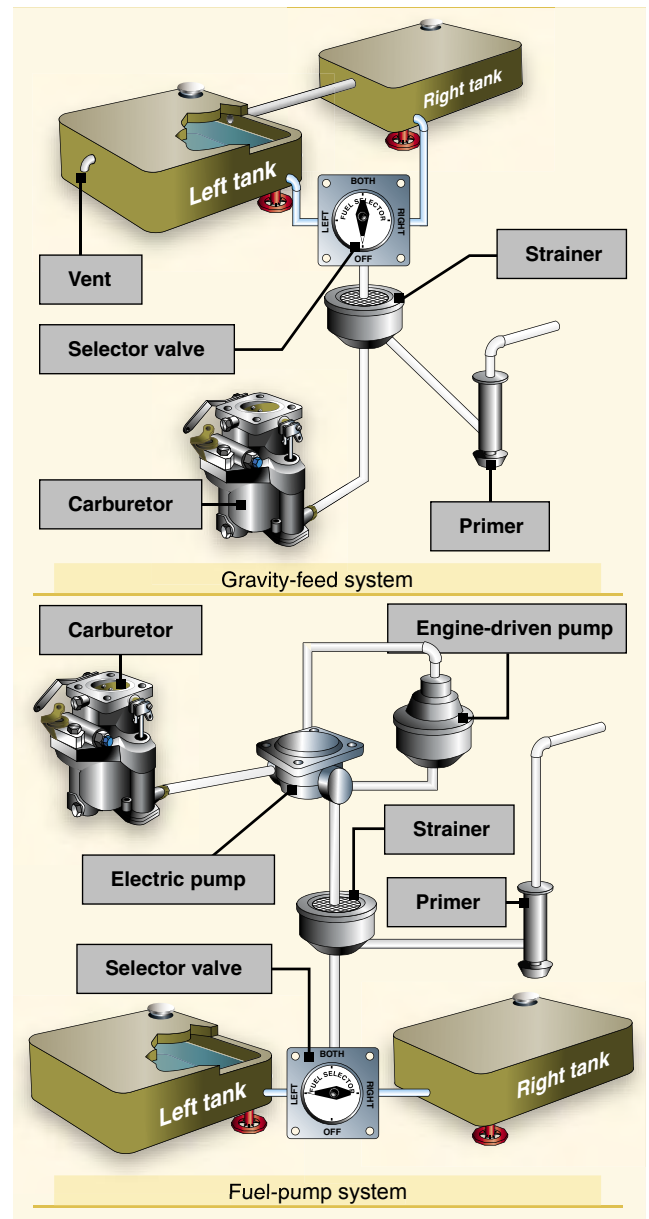 Right tank
Left tank
BOTH
LEFT
FUEL SELECTOR
RIGHT
OFF
Vent
Strainer
Selector valve
Carburetor
Primer
Gravity-feed system
Carburetor
Engine-driven pump
Strainer
Electric pump
Primer
Selector valve
BOTH
LEFT
FUEL SELECTOR
RIGHT
OFF
Left tank
Right tank
Fuel-pump system